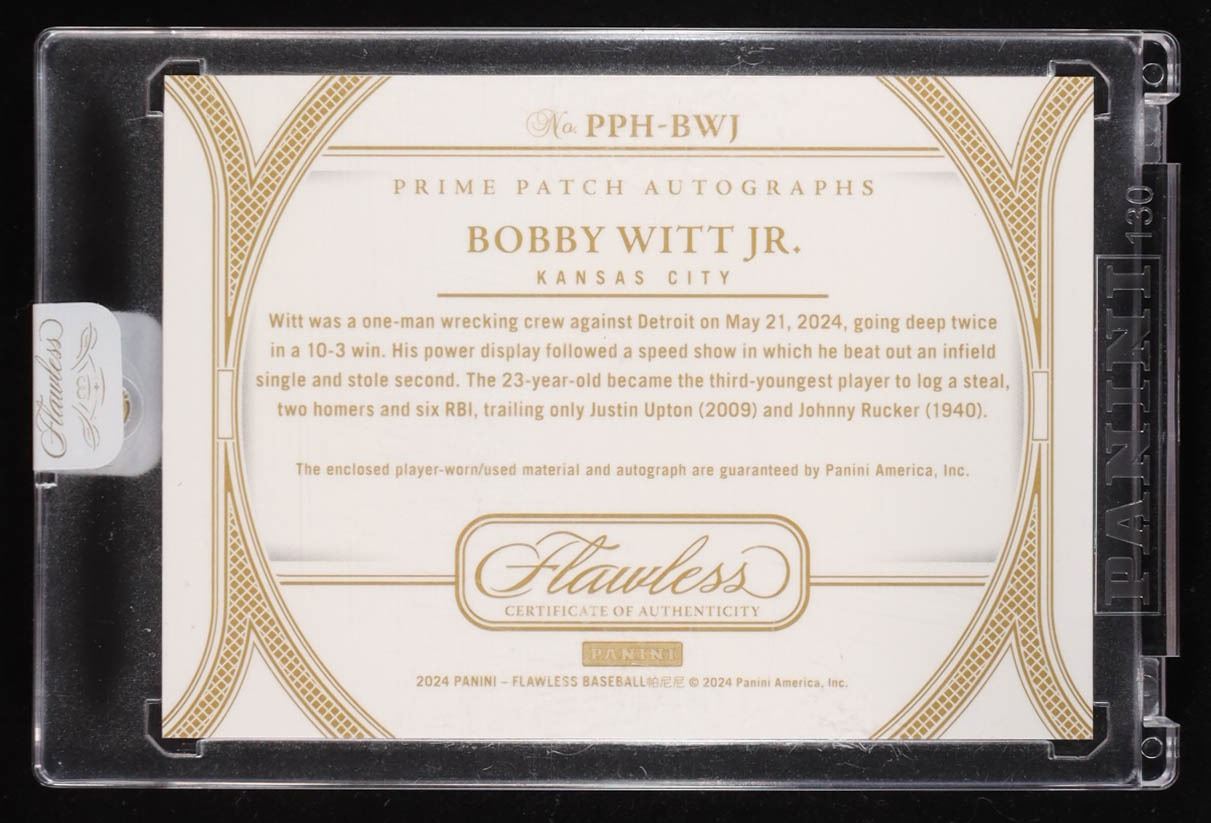 No. PPH-BWJ
PRIME PATCH AUTOGRAPHS
BOBBY WITT JR.
KANSAS CITY
Witt was a one-man wrecking crew against Detroit on May 21, 2024, going deep twice
in a 10-3 win. His power display followed a speed show in which he beat out an infield
single and stole second. The 23-year-old became the third-youngest player to log a steal,
two homers and six RBI, trailing only Justin Upton (2009) and Johnny Rucker (1940).
The enclosed player-worn/used material and autograph are guaranteed by Panini America, Inc.
Flawless
CERTIFICATE OF AUTHENTICITY
PANINI
2024 PANINI – FLAWLESS BASEBALL帕尼尼 © 2024 Panini America, Inc.
Flawless
PANINI
130